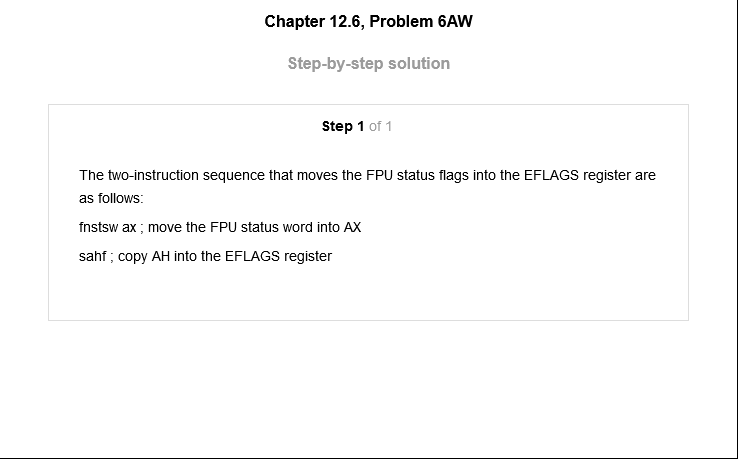 Chapter 12.6, Problem 6AW
Step-by-step solution
Step 1 of 1
The two-instruction sequence that moves the FPU status flags into the EFLAGS register are
as follows:
fnstsw ax ; move the FPU status word into AX
sahf ; copy AH into the EFLAGS register